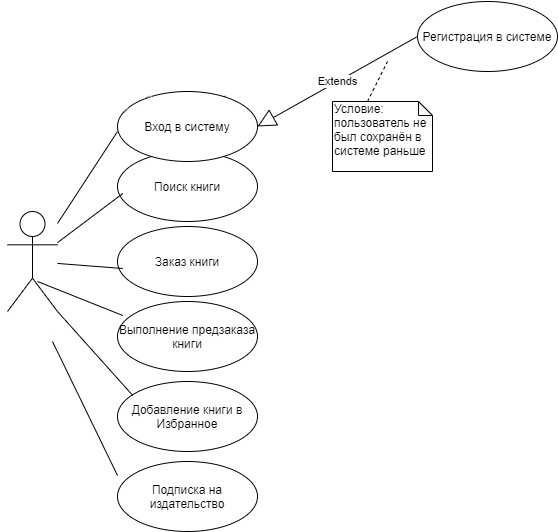 Регистрация в системе
Extends
Условие:
пользователь не
был сохранён в
системе раньше
Вход в систему
Поиск книги
Заказ книги
Выполнение предзаказа
книги
Добавление книги в
Избранное
Подписка на
издательство